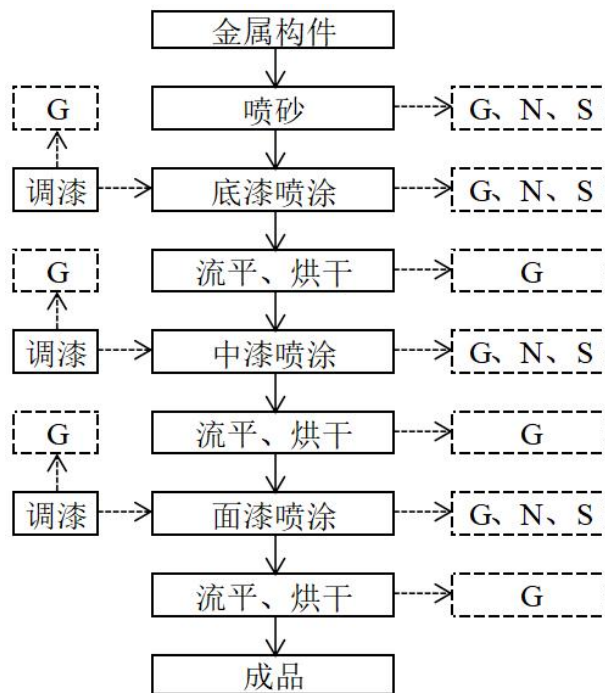 金属构件
G
喷砂
G、N、S
调漆
底漆喷涂
G、N、S
G
流平、烘干
G
调漆
中漆喷涂
G、N、S
G
流平、烘干
G
调漆
面漆喷涂
G、N、S
流平、烘干
G
成品